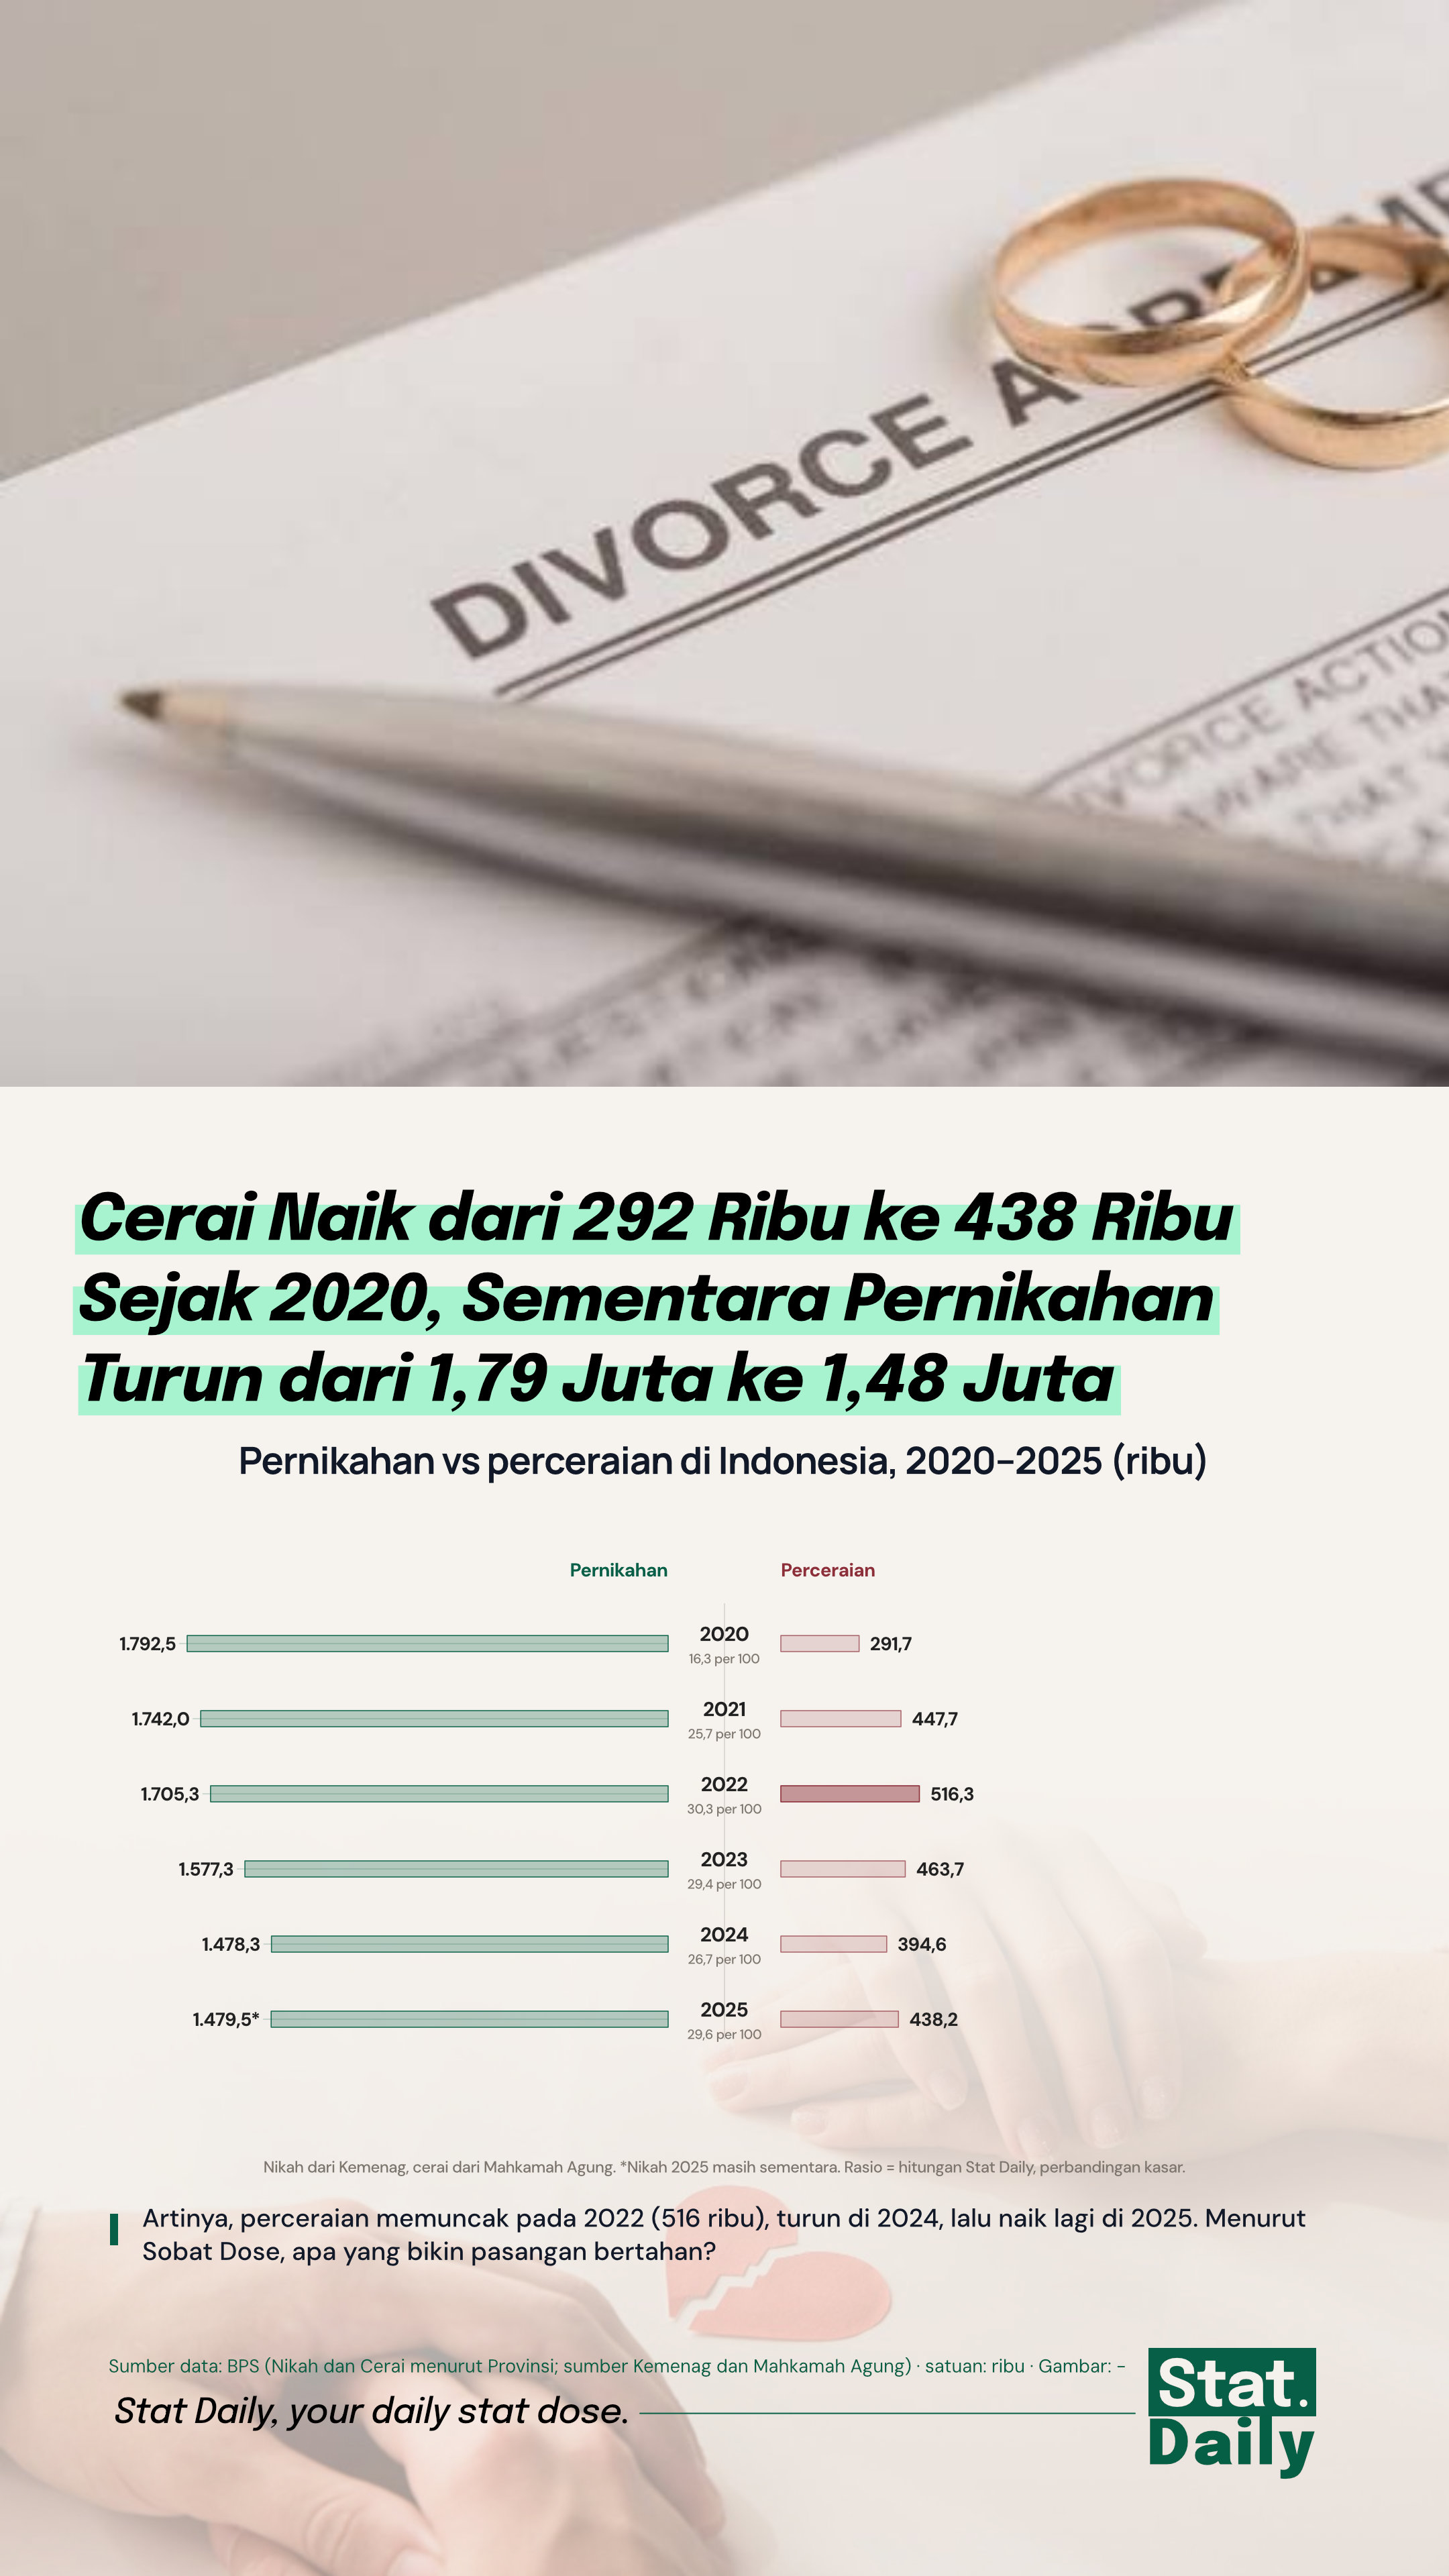 DIVORCE
Cerai Naik dari 292 Ribu ke 438 Ribu
Sejak 2020, Sementara Pernikahan
Turun dari 1,79 Juta ke 1,48 Juta
Pernikahan vs perceraian di Indonesia, 2020–2025 (ribu)
Pernikahan Perceraian
1.792,5 2020 291,7
16,3 per 100
1.742,0 2021 447,7
25,7 per 100
1.705,3 2022 516,3
30,3 per 100
1.577,3 2023 463,7
29,4 per 100
1.478,3 2024 394,6
26,7 per 100
1.479,5* 2025 438,2
29,6 per 100
Nikah dari Kemenag, cerai dari Mahkamah Agung. *Nikah 2025 masih sementara. Rasio = hitungan Stat Daily, perbandingan kasar.
Artinya, perceraian memuncak pada 2022 (516 ribu), turun di 2024, lalu naik lagi di 2025. Menurut
Sobat Dose, apa yang bikin pasangan bertahan?
Sumber data: BPS (Nikah dan Cerai menurut Provinsi; sumber Kemenag dan Mahkamah Agung) · satuan: ribu · Gambar: –
Stat Daily, your daily stat dose.
Stat.
Daily